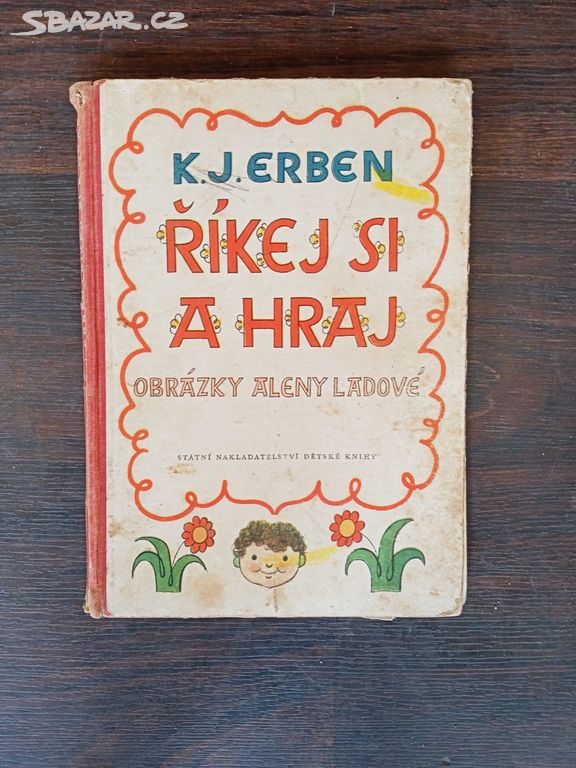 SBAZAR.CZ
K.J.ERBEN
ŘÍKEJ SI
A HRAJ
OBRÁZKY ALENY LADOVÉ
STÁTNÍ NAKLADATELSTVÍ DĚTSKÉ KNIHY